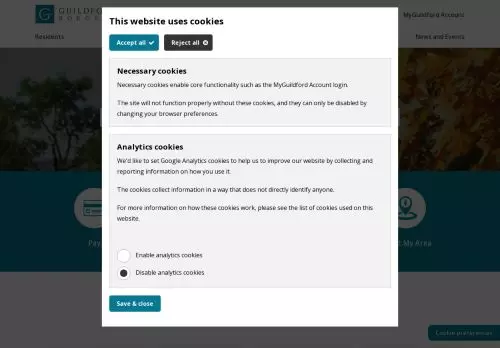 GUILDFO
BOROU
MyGuildford Account
Residents
News and Events
This website uses cookies
Accept all
Reject all
Necessary cookies
Necessary cookies enable core functionality such as the MyGuildford Account login.
The site will not function properly without these cookies, and they can only be disabled by
changing your browser preferences.
Analytics cookies
We'd like to set Google Analytics cookies to help us to improve our website by collecting and
reporting information on how you use it.
The cookies collect information in a way that does not directly identify anyone.
For more information on how these cookies work, please see the list of cookies used on this
website.
Enable analytics cookies
Disable analytics cookies
Save & close
Pay
My Area
Cookie preferences